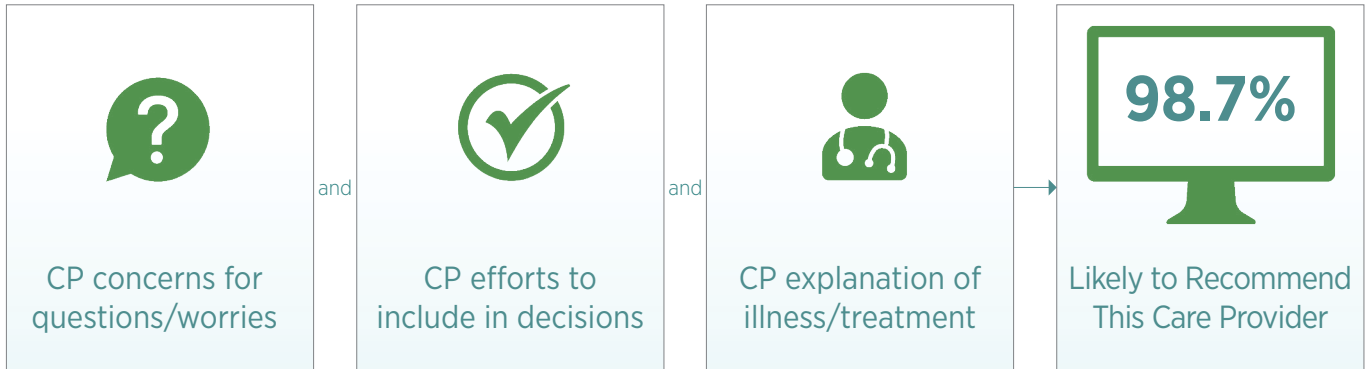 ?
CP concerns for
questions/worries
and
CP efforts to
include in decisions
and
CP explanation of
illness/treatment
98.7%
Likely to Recommend
This Care Provider